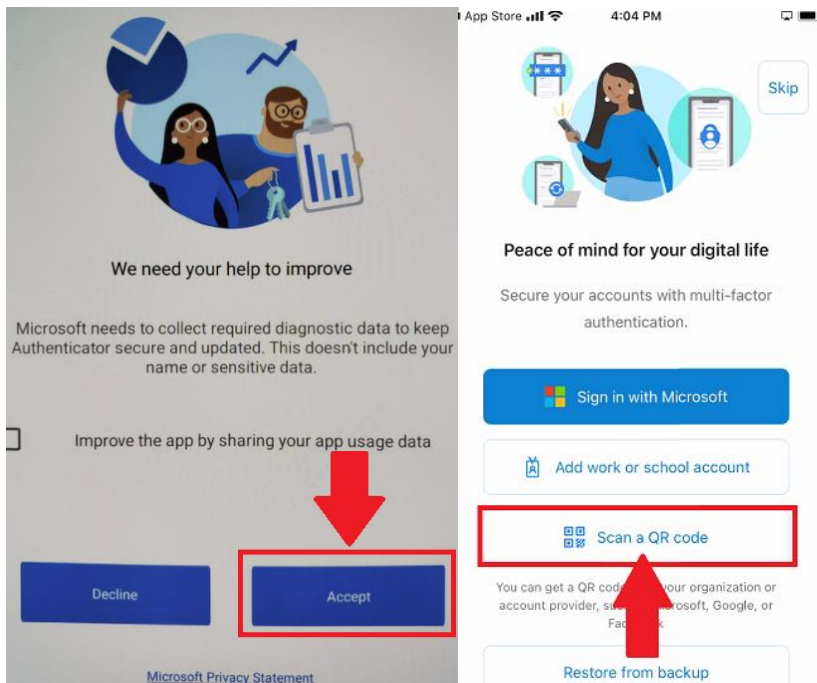 We need your help to improve
Microsoft needs to collect required diagnostic data to keep
Authenticator secure and updated. This doesn't include your
name or sensitive data.
Improve the app by sharing your app usage data
Decline
Accept
Microsoft Privacy Statement
App Store
4:04 PM
Skip
Peace of mind for your digital life
Secure your accounts with multi-factor
authentication.
Sign in with Microsoft
Add work or school account
Scan a QR code
You can get a QR your organization or
account provider, Google, or
Restore from backup